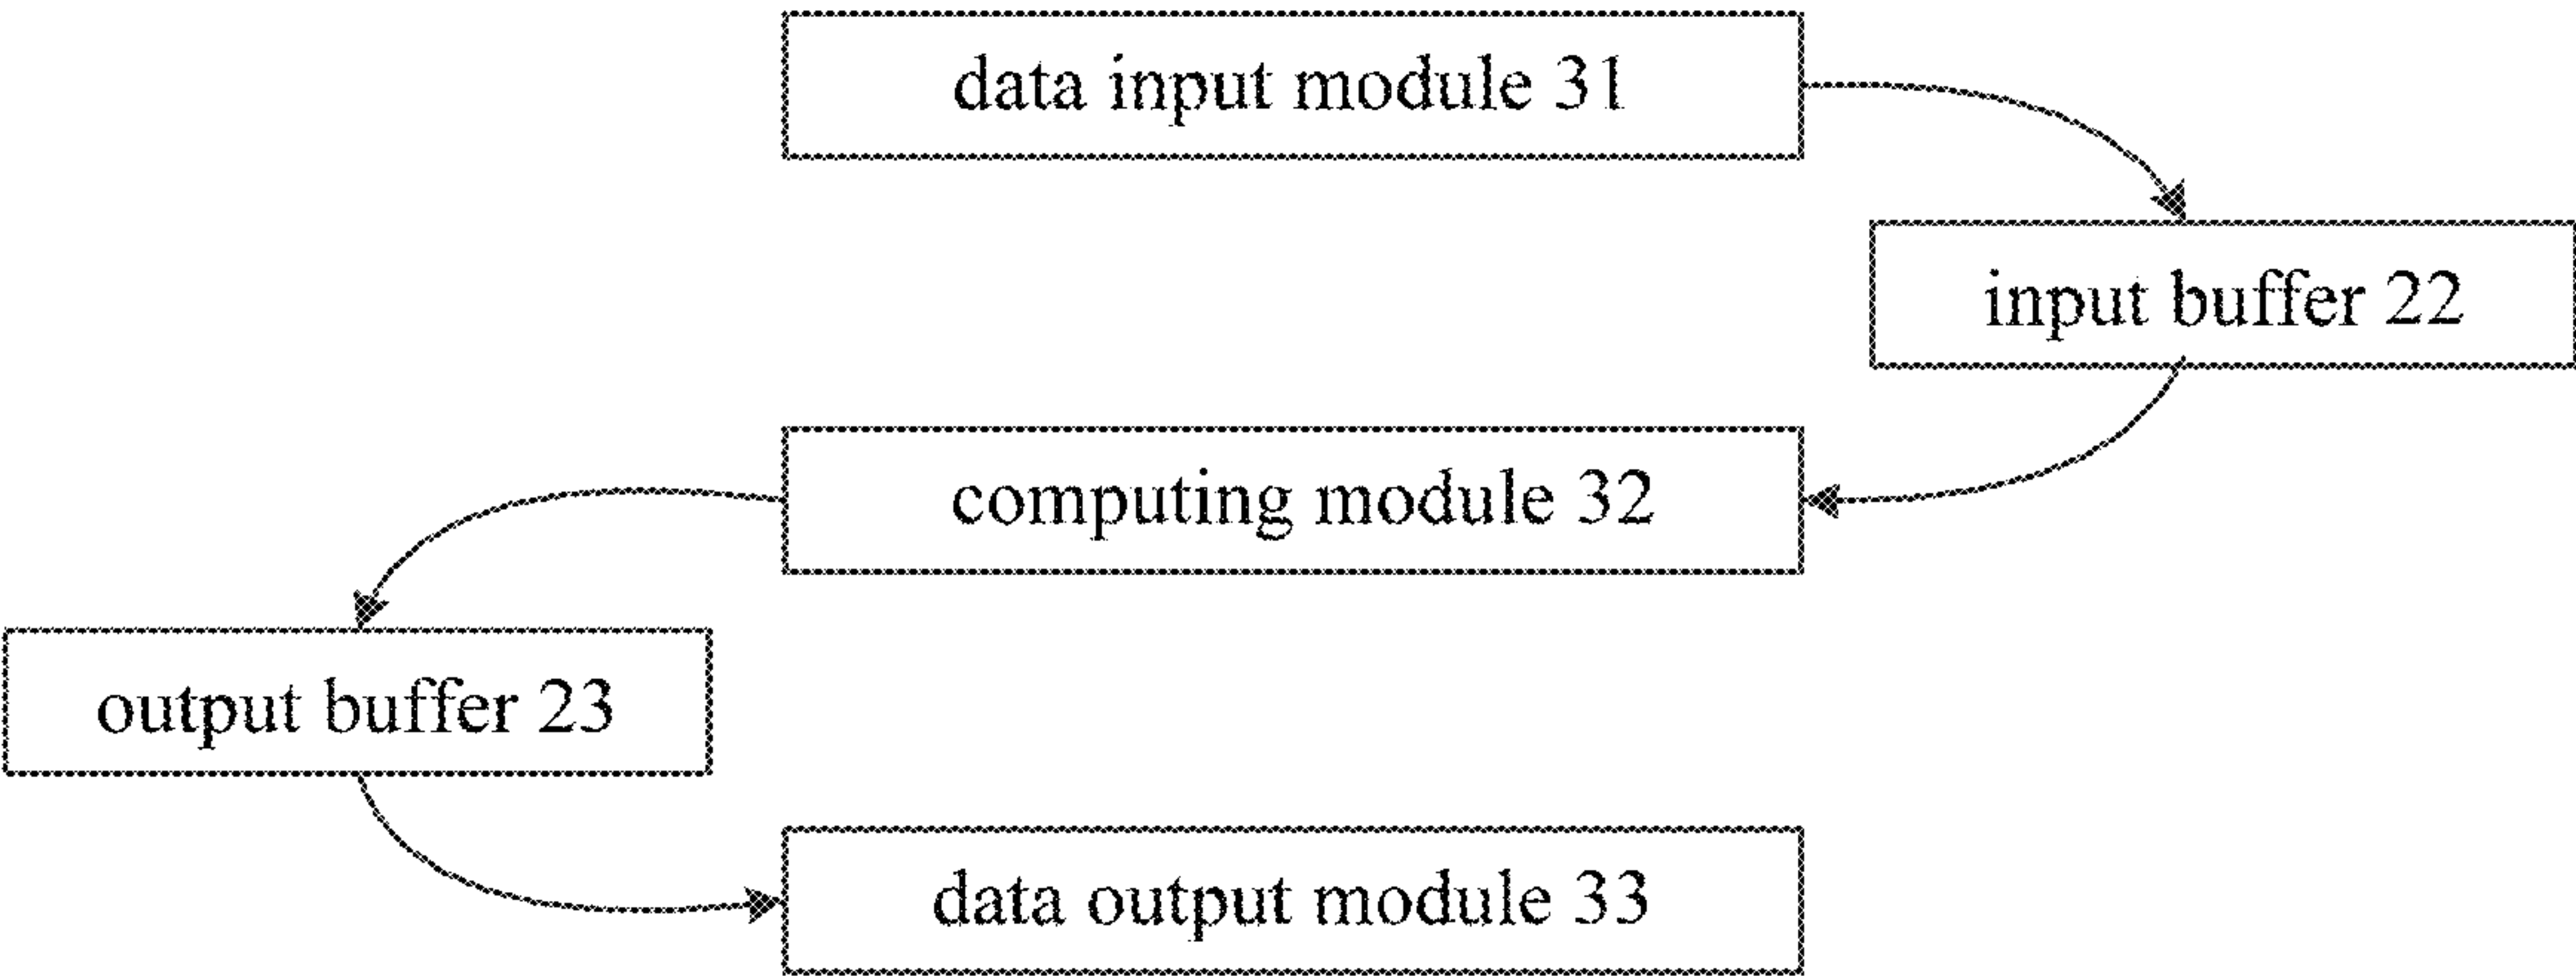 data input module 31
input buffer 22
computing module 32
output buffer 23
data output module 33